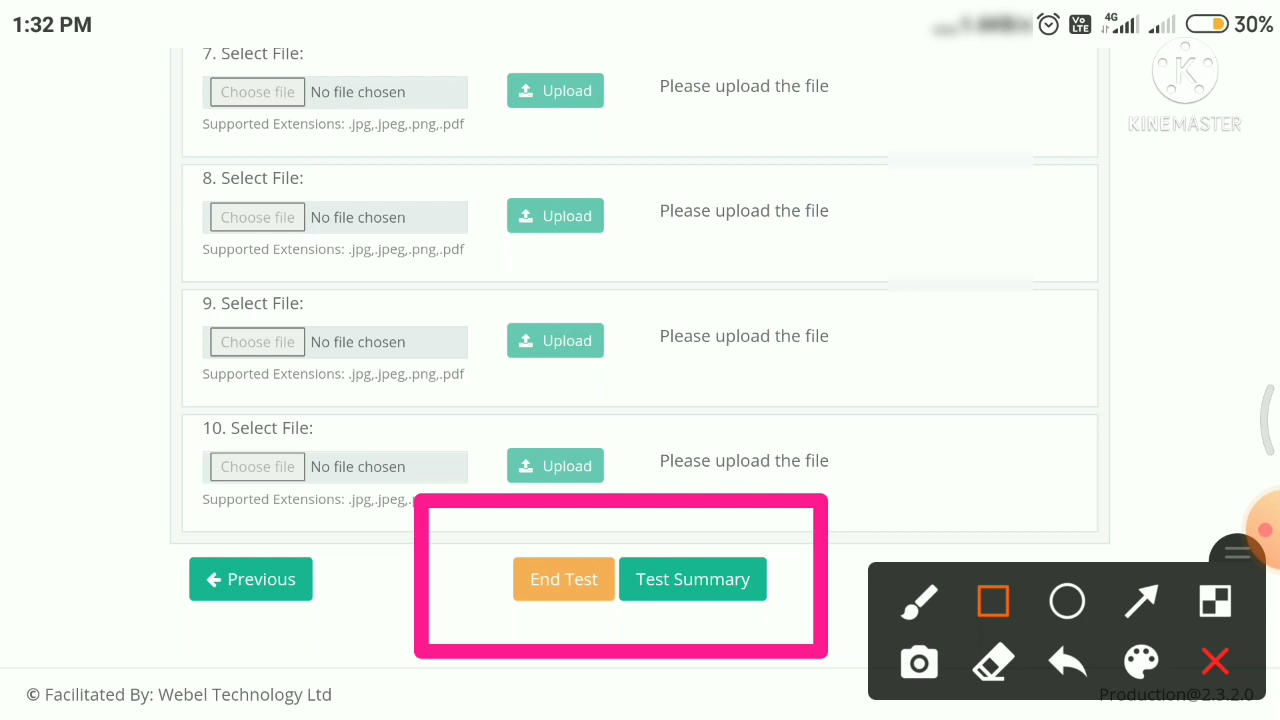 1:32 PM
4G
Vo
LTE
30%
7. Select File:
Choose file No file chosen
Upload
Please upload the file
Supported Extensions: .jpg,.jpeg,.png,.pdf
KINEMASTER
8. Select File:
Choose file No file chosen
Upload
Please upload the file
Supported Extensions: .jpg,.jpeg,.png,.pdf
9. Select File:
Choose file No file chosen
Upload
Please upload the file
Supported Extensions: .jpg,.jpeg,.png,.pdf
10. Select File:
Choose file No file chosen
Upload
Please upload the file
Supported Extensions: .jpg,.jpeg,
Previous
End Test
Test Summary
© Facilitated By: Webel Technology Ltd
Production@2.3.2.0